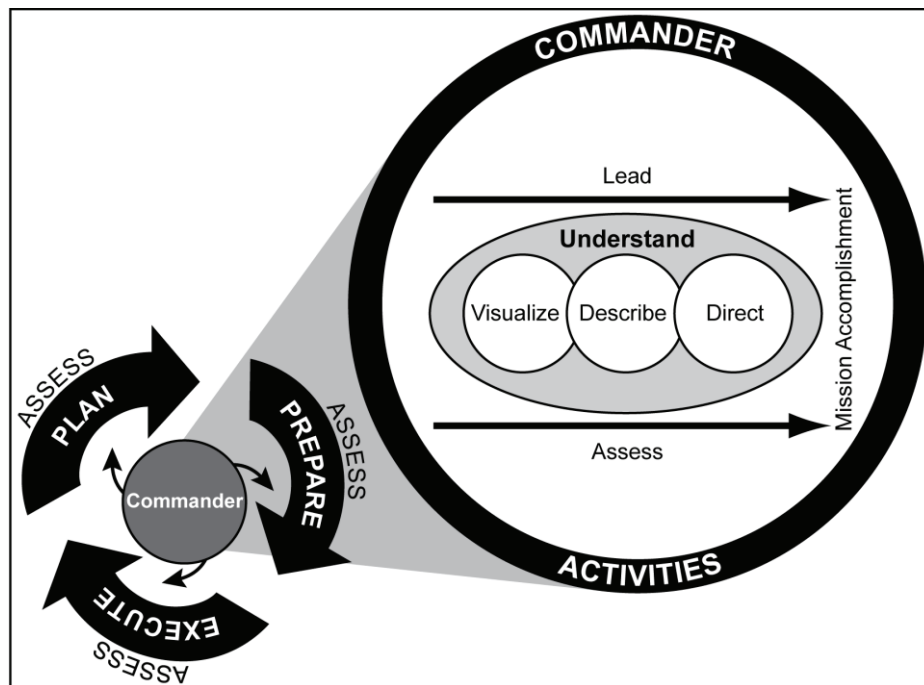 COMMANDER
Lead
Understand
Visualize
Describe
Direct
Mission Accomplishment
Assess
ACTIVITIES
ASSESS
PLAN
ASSESS
PREPARE
Commander
EXECUTE
ASSESS